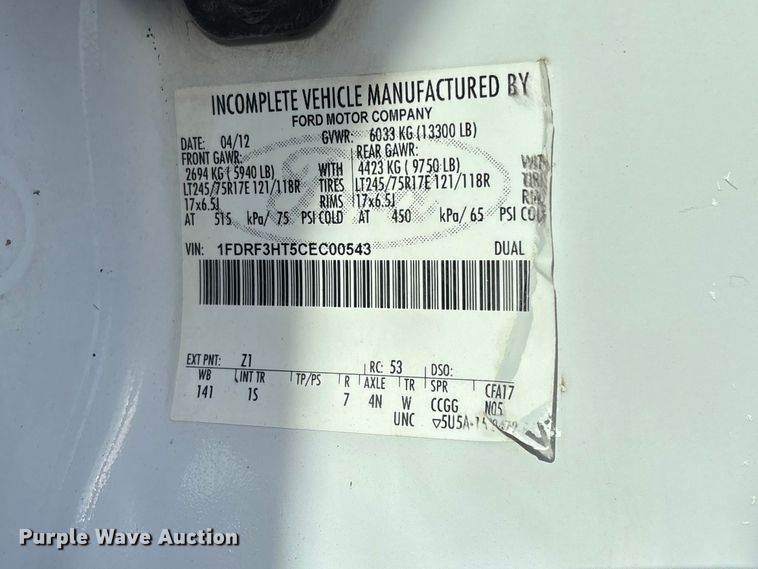 INCOMPLETE VEHICLE MANUFACTURED BY
FORD MOTOR COMPANY
DATE: 04/12 GVWR: 6033 KG (13300 LB)
FRONT GAWR: REAR GAWR:
2694 KG ( 5940 LB) WITH 4423 KG ( 9750 LB) WITH
LT245/75R17E 121/118R TIRES LT245/75R17E 121/118R
17x6.5J RIMS 17x6.5J RIMS
AT 515 kPa/ 75 PSI COLD AT 450 kPa/ 65 PSI COLD
VIN: 1FDRF3HT5CEC00543 DUAL
EXT PNT: Z1 RC: 53 DSO:
WB INT TR TP/PS R AXLE TR SPR CFA17
141 1S 7 4N W CCGG NOS
UNC
Purple Wave Auction